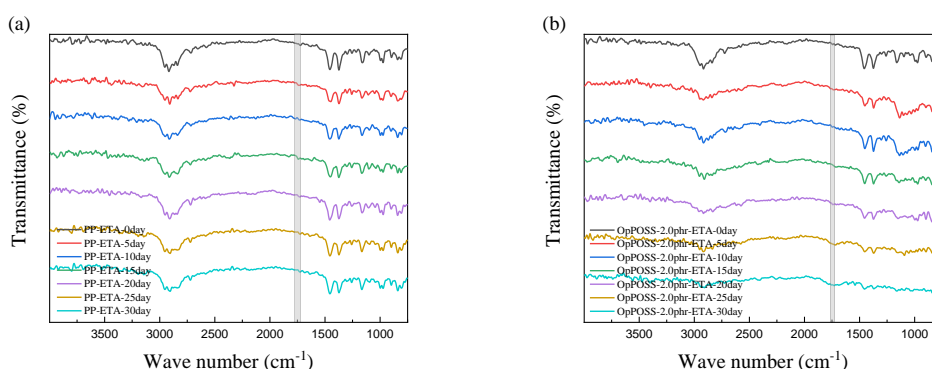 (a)
Transmittance (%)
PP-ETA-0day
PP-ETA-5day
PP-ETA-10day
PP-ETA-15day
PP-ETA-20day
PP-ETA-25day
PP-ETA-30day
3500 3000 2500 2000 1500 1000
Wave number (cm⁻¹)
(b)
Transmittance (%)
OpPOSS-2.0phr-ETA-0day
OpPOSS-2.0phr-ETA-5day
OpPOSS-2.0phr-ETA-10day
OpPOSS-2.0phr-ETA-15day
OpPOSS-2.0phr-ETA-20day
OpPOSS-2.0phr-ETA-25day
OpPOSS-2.0phr-ETA-30day
3500 3000 2500 2000 1500 1000
Wave number (cm⁻¹)